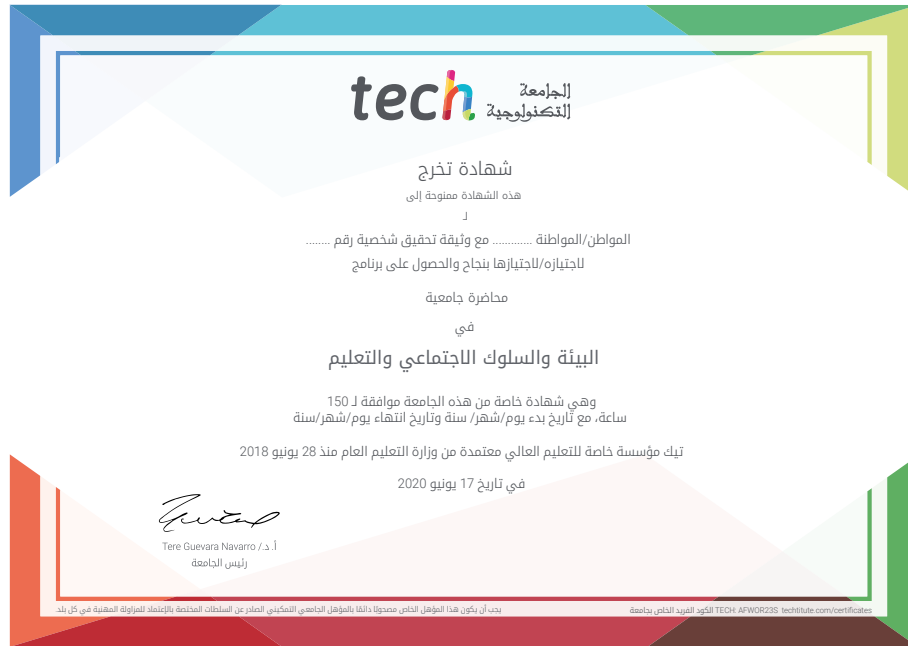 tech الجامعة
التكنولوجية
شهادة تخرج
هذه الشهادة ممنوحة إلى
لـ
المواطن/المواطنة ............ مع وثيقة تحقيق شخصية رقم ........
لاجتيازه/لاجتيازها بنجاح والحصول على برنامج
محاضرة جامعية
في
البيئة والسلوك الاجتماعي والتعليم
وهي شهادة خاصة من هذه الجامعة موافقة لـ 150
ساعة، مع تاريخ بدء يوم/شهر/ سنة وتاريخ انتهاء يوم/شهر/سنة
تيك مؤسسة خاصة للتعليم العالي معتمدة من وزارة التعليم العام منذ 28 يونيو 2018
في تاريخ 17 يونيو 2020
أ. د./ Tere Guevara Navarro
رئيس الجامعة
يجب أن يكون هذا المؤهل الخاص مصحوبًا دائمًا بالمؤهل الجامعي التمكيني الصادر عن السلطات المختصة بالإعتماد للمزاولة المهنية في كل بلد.
الكود الفريد الخاص بجامعة TECH: AFWOR23S techtitute.com/certificates